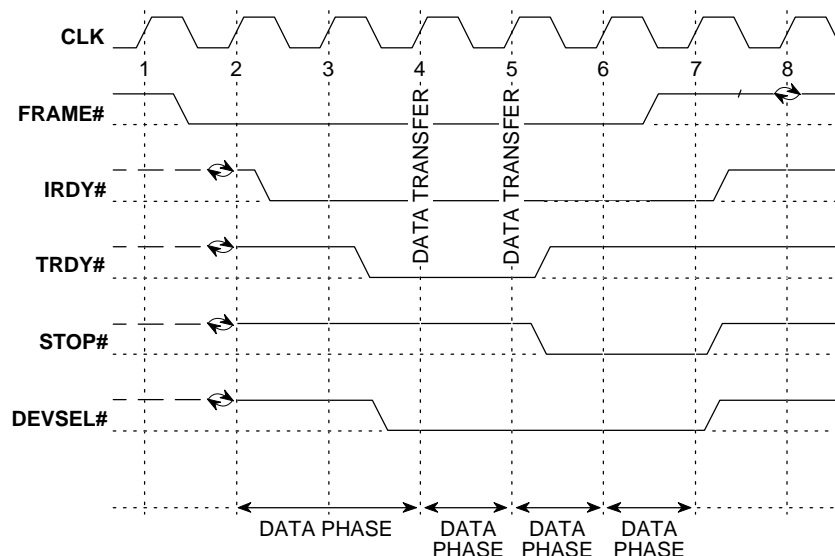 CLK
1 2 3 4 5 6 7 8
FRAME#
DATA TRANSFER
DATA TRANSFER
IRDY#
TRDY#
STOP#
DEVSEL#
DATA PHASE
DATA
PHASE
DATA
PHASE
DATA
PHASE